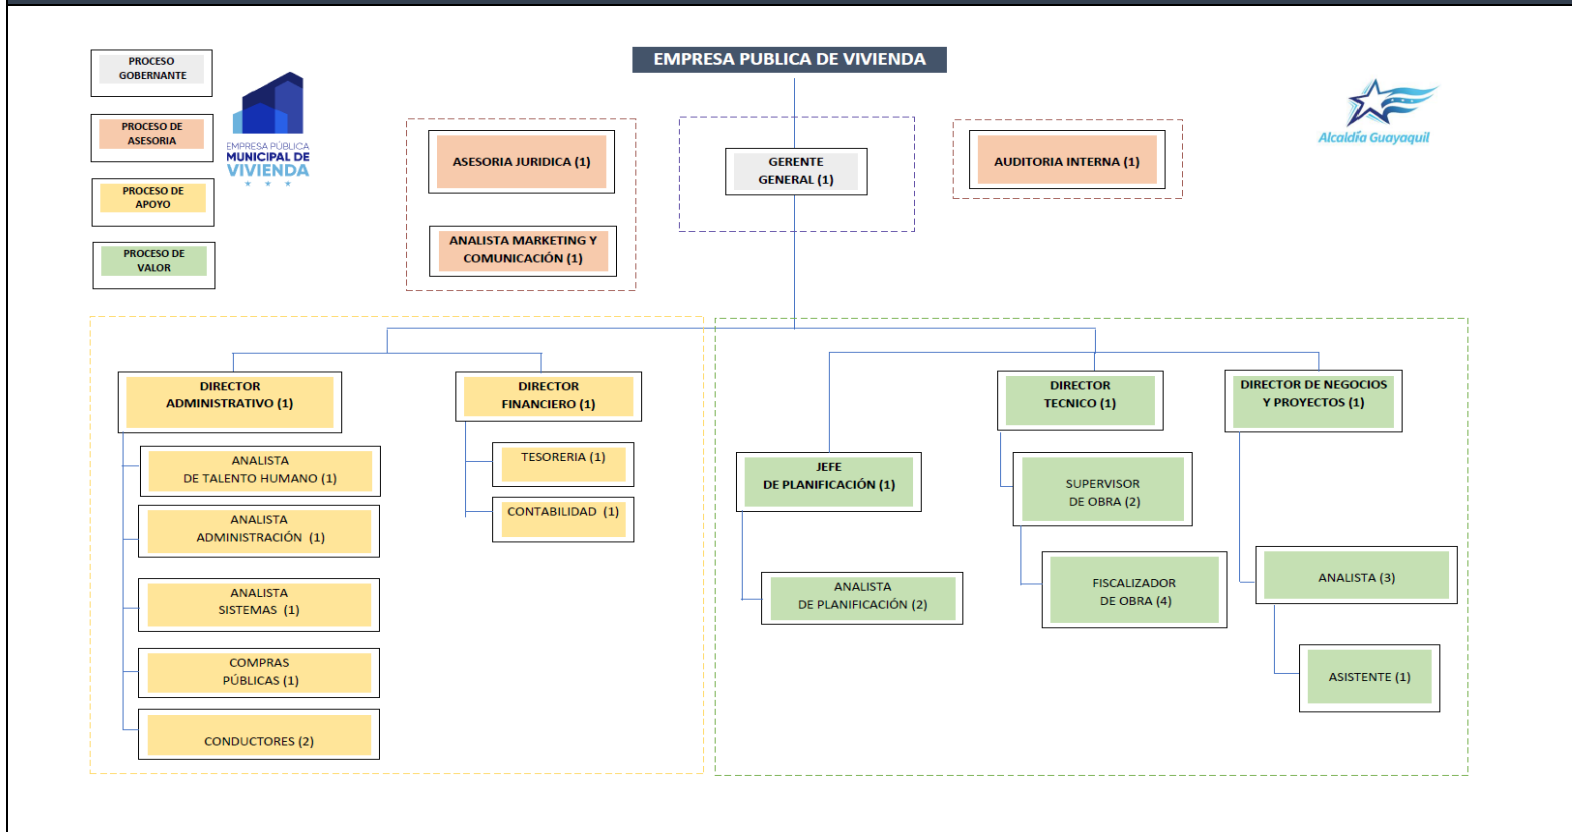 EMPRESA PUBLICA DE VIVIENDA
PROCESO
GOBERNANTE
PROCESO DE
ASESORIA
PROCESO DE
APOYO
PROCESO DE
VALOR
EMPRESA PÚBLICA
MUNICIPAL DE
VIVIENDA
Alcaldía Guayaquil
ASESORIA JURIDICA (1)
ANALISTA MARKETING Y
COMUNICACIÓN (1)
GERENTE
GENERAL (1)
AUDITORIA INTERNA (1)
DIRECTOR
ADMINISTRATIVO (1)
ANALISTA
DE TALENTO HUMANO (1)
ANALISTA
ADMINISTRACIÓN (1)
ANALISTA
SISTEMAS (1)
COMPRAS
PÚBLICAS (1)
CONDUCTORES (2)
DIRECTOR
FINANCIERO (1)
TESORERIA (1)
CONTABILIDAD (1)
JEFE
DE PLANIFICACIÓN (1)
ANALISTA
DE PLANIFICACIÓN (2)
DIRECTOR
TECNICO (1)
SUPERVISOR
DE OBRA (2)
FISCALIZADOR
DE OBRA (4)
DIRECTOR DE NEGOCIOS
Y PROYECTOS (1)
ANALISTA (3)
ASISTENTE (1)